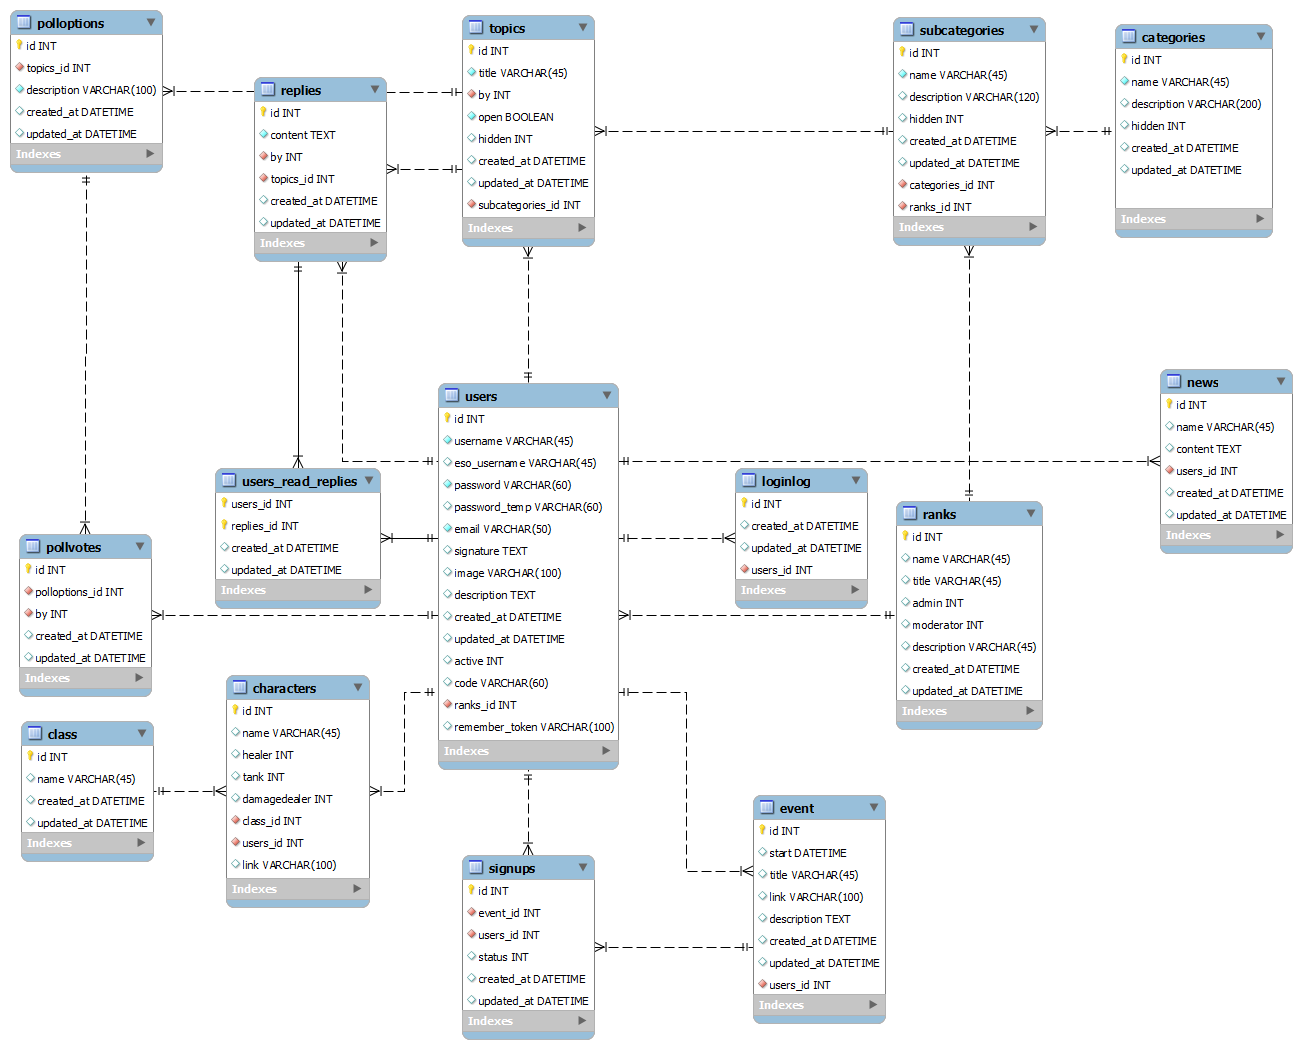 polloptions
id INT
topics_id INT
description VARCHAR(100)
created_at DATETIME
updated_at DATETIME
Indexes
replies
id INT
content TEXT
by INT
topics_id INT
created_at DATETIME
updated_at DATETIME
Indexes
topics
id INT
title VARCHAR(45)
by INT
open BOOLEAN
hidden INT
created_at DATETIME
updated_at DATETIME
subcategories_id INT
Indexes
subcategories
id INT
name VARCHAR(45)
description VARCHAR(120)
hidden INT
created_at DATETIME
updated_at DATETIME
categories_id INT
ranks_id INT
Indexes
categories
id INT
name VARCHAR(45)
description VARCHAR(200)
hidden INT
created_at DATETIME
updated_at DATETIME
Indexes
users
id INT
username VARCHAR(45)
eso_username VARCHAR(45)
password VARCHAR(60)
password_temp VARCHAR(60)
email VARCHAR(50)
signature TEXT
image VARCHAR(100)
description TEXT
created_at DATETIME
updated_at DATETIME
active INT
code VARCHAR(60)
ranks_id INT
remember_token VARCHAR(100)
Indexes
news
id INT
name VARCHAR(45)
content TEXT
users_id INT
created_at DATETIME
updated_at DATETIME
Indexes
users_read_replies
users_id INT
replies_id INT
created_at DATETIME
updated_at DATETIME
Indexes
loginlog
id INT
created_at DATETIME
updated_at DATETIME
users_id INT
Indexes
ranks
id INT
name VARCHAR(45)
title VARCHAR(45)
admin INT
moderator INT
description VARCHAR(45)
created_at DATETIME
updated_at DATETIME
Indexes
pollvotes
id INT
polloptions_id INT
by INT
created_at DATETIME
updated_at DATETIME
Indexes
characters
id INT
name VARCHAR(45)
healer INT
tank INT
damagedealer INT
class_id INT
users_id INT
link VARCHAR(100)
Indexes
class
id INT
name VARCHAR(45)
created_at DATETIME
updated_at DATETIME
Indexes
event
id INT
start DATETIME
title VARCHAR(45)
link VARCHAR(100)
description TEXT
created_at DATETIME
updated_at DATETIME
users_id INT
Indexes
signups
id INT
event_id INT
users_id INT
status INT
created_at DATETIME
updated_at DATETIME
Indexes